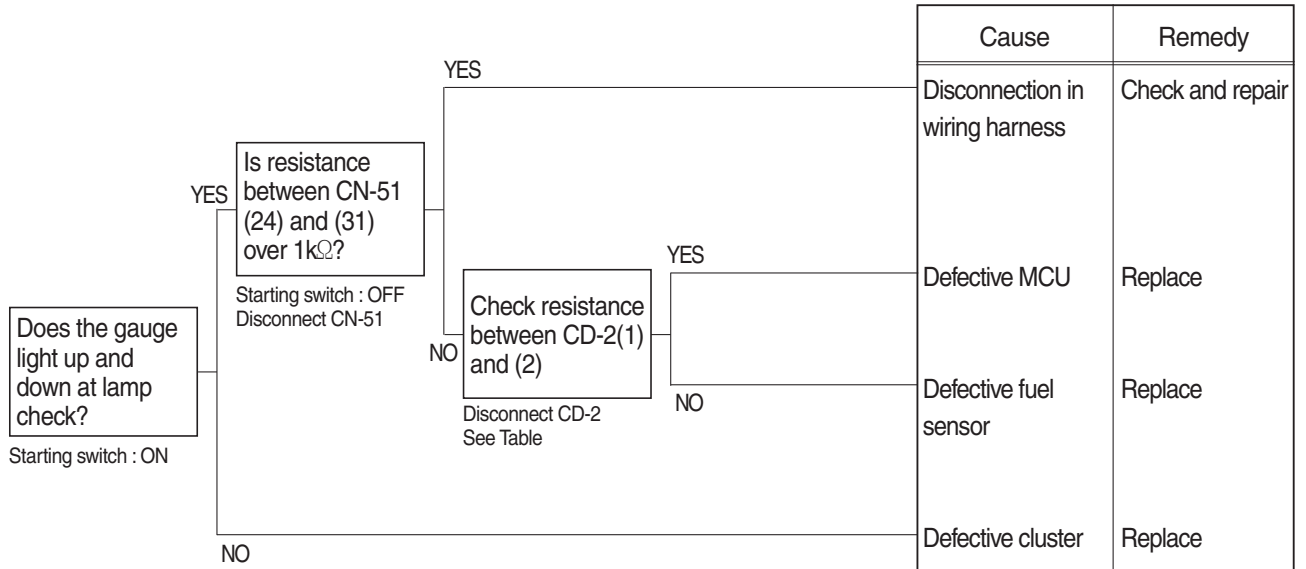 Cause
Remedy
YES
Disconnection in
wiring harness
Check and repair
YES
Is resistance
between CN-51
(24) and (31)
over 1kΩ?
Starting switch : OFF
Disconnect CN-51
YES
Defective MCU
Replace
Check resistance
between CD-2(1)
and (2)
NO
Disconnect CD-2
See Table
NO
Defective fuel
sensor
Replace
Does the gauge
light up and
down at lamp
check?
Starting switch : ON
NO
Defective cluster
Replace